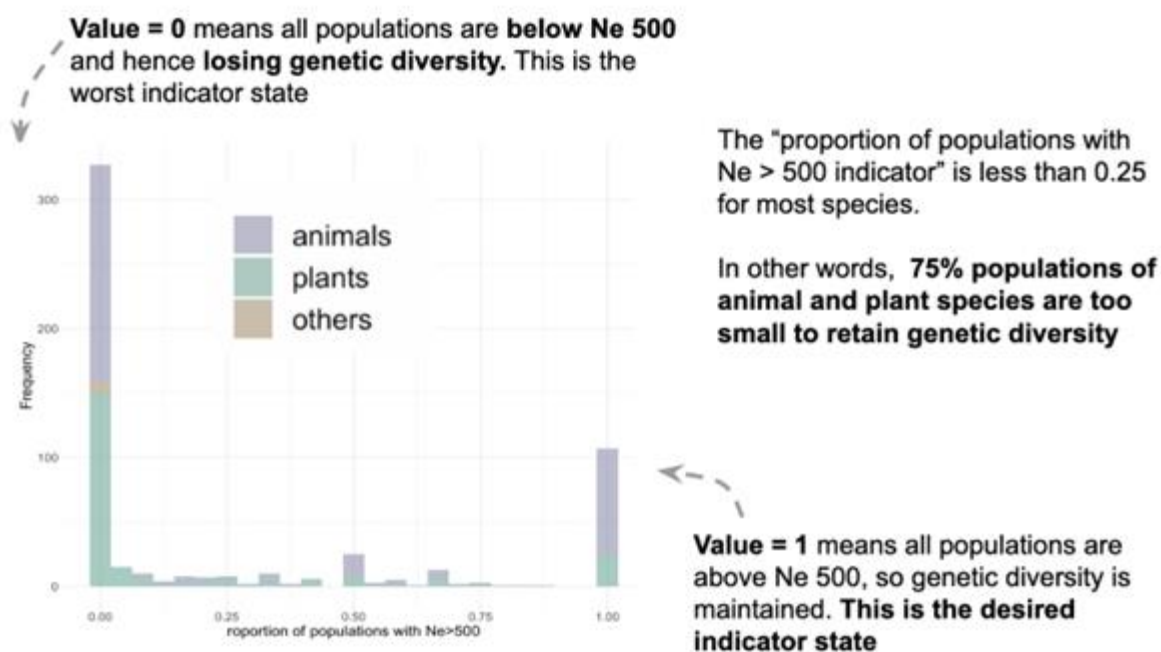 Value = 0 means all populations are below Ne 500
and hence losing genetic diversity. This is the
worst indicator state
The “proportion of populations with
Ne > 500 indicator” is less than 0.25
for most species.
In other words, 75% populations of
animal and plant species are too
small to retain genetic diversity
animals
plants
others
300
200
100
0
Frequency
0.00 0.25 0.50 0.75 1.00
roportion of populations with Ne>500
Value = 1 means all populations are
above Ne 500, so genetic diversity is
maintained. This is the desired
indicator state